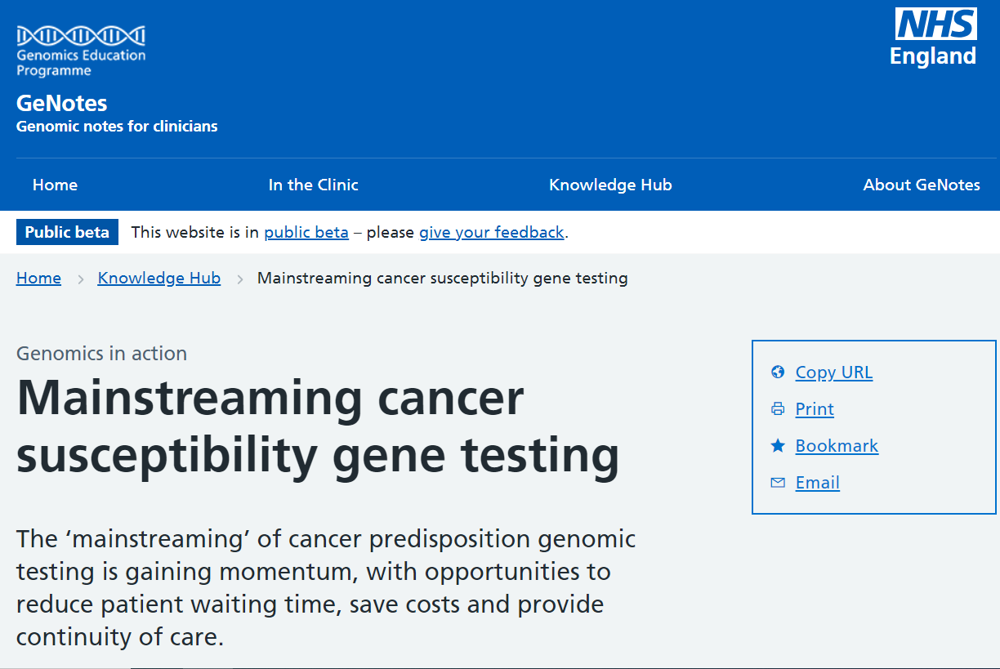 Genomics Education
Programme
NHS
England
GeNotes
Genomic notes for clinicians
Home
In the Clinic
Knowledge Hub
About GeNotes
Public beta
This website is in public beta – please give your feedback.
Home > Knowledge Hub > Mainstreaming cancer susceptibility gene testing
Genomics in action
Mainstreaming cancer
susceptibility gene testing
Copy URL
Print
Bookmark
Email
The ‘mainstreaming’ of cancer predisposition genomic
testing is gaining momentum, with opportunities to
reduce patient waiting time, save costs and provide
continuity of care.